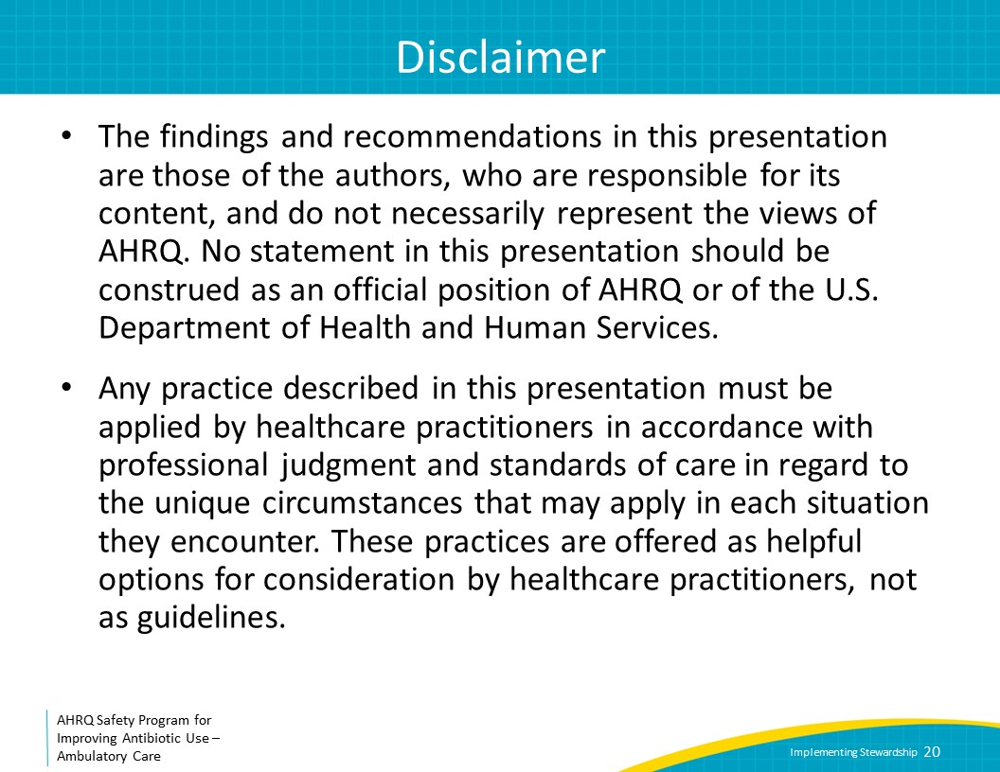 Disclaimer
• The findings and recommendations in this presentation
are those of the authors, who are responsible for its
content, and do not necessarily represent the views of
AHRQ. No statement in this presentation should be
construed as an official position of AHRQ or of the U.S.
Department of Health and Human Services.
• Any practice described in this presentation must be
applied by healthcare practitioners in accordance with
professional judgment and standards of care in regard to
the unique circumstances that may apply in each situation
they encounter. These practices are offered as helpful
options for consideration by healthcare practitioners, not
as guidelines.
AHRQ Safety Program for
Improving Antibiotic Use –
Ambulatory Care
Implementing Stewardship 20